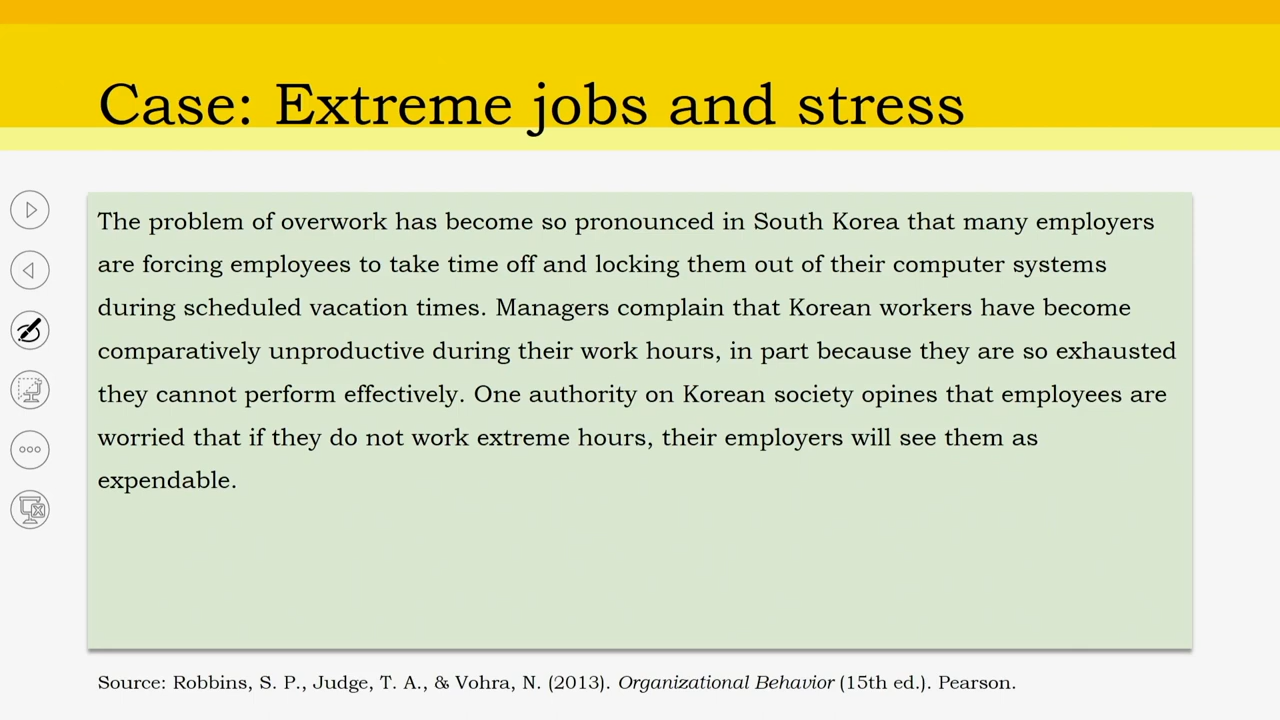 Case: Extreme jobs and stress
The problem of overwork has become so pronounced in South Korea that many employers
are forcing employees to take time off and locking them out of their computer systems
during scheduled vacation times. Managers complain that Korean workers have become
comparatively unproductive during their work hours, in part because they are so exhausted
they cannot perform effectively. One authority on Korean society opines that employees are
worried that if they do not work extreme hours, their employers will see them as
expendable.
Source: Robbins, S. P., Judge, T. A., & Vohra, N. (2013). Organizational Behavior (15th ed.). Pearson.